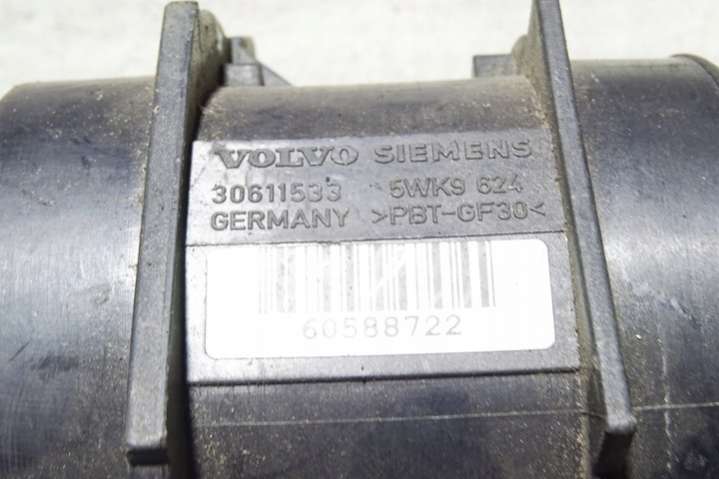 VOLVO SIEMENS
30611533 5WK9 624
GERMANY >PBT-GF30<
60588722